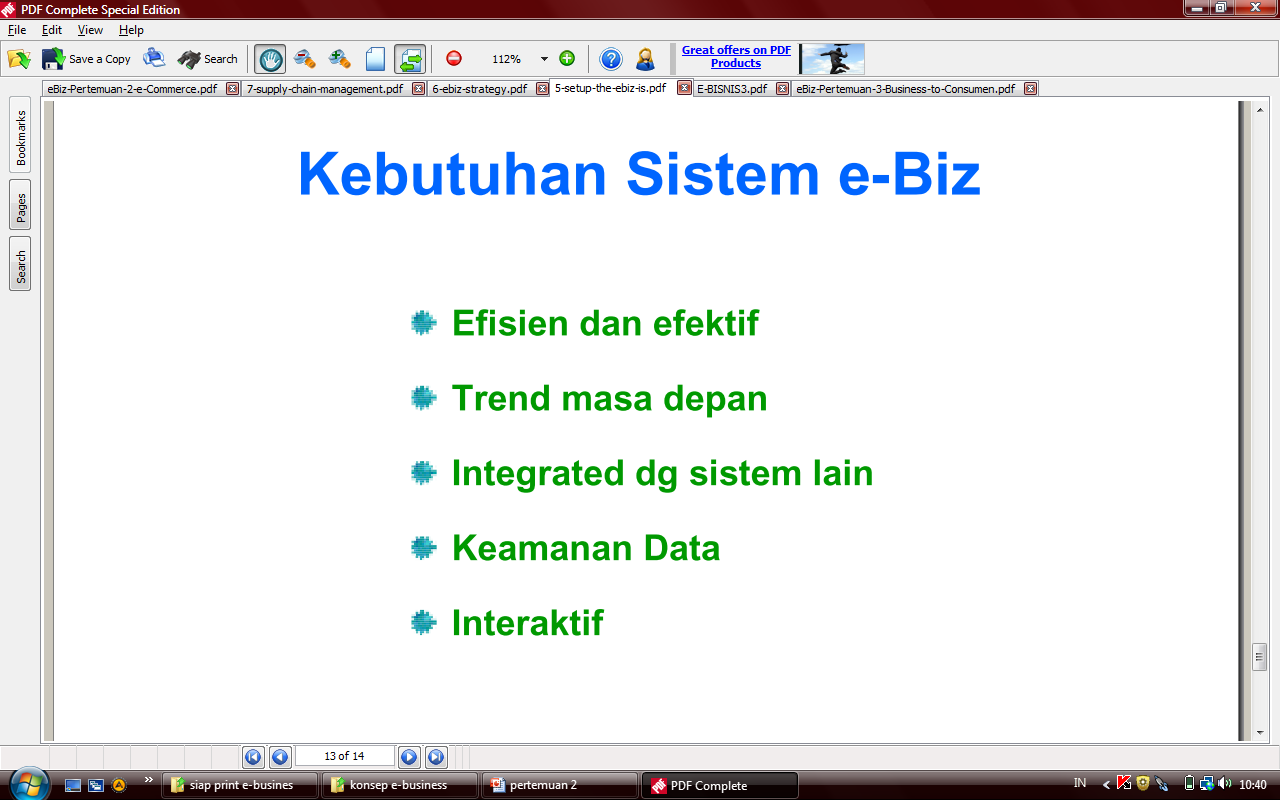 PDF Complete Special Edition
File Edit View Help
Save a Copy Search 112% Great offers on PDF
Products
eBiz-Pertemuan-2-e-Commerce.pdf 7-supply-chain-management.pdf 6-ebiz-strategy.pdf 5-setup-the-ebiz-is.pdf E-BISNIS3.pdf eBiz-Pertemuan-3-Business-to-Consumen.pdf
Bookmarks
Pages
Search
Kebutuhan Sistem e-Biz
Efisien dan efektif
Trend masa depan
Integrated dg sistem lain
Keamanan Data
Interaktif
13 of 14
siap print e-busines konsep e-business pertemuan 2 PDF Complete IN 10:40